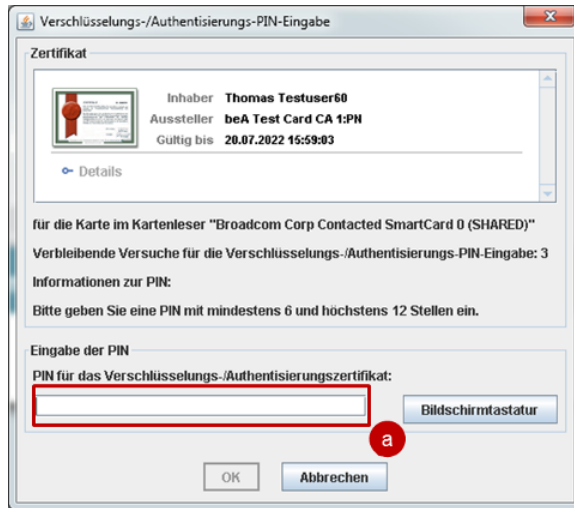 Verschlüsselungs-/Authentisierungs-PIN-Eingabe
Zertifikat
Inhaber Thomas Testuser60
Aussteller beA Test Card CA 1:PN
Gültig bis 20.07.2022 15:59:03
Details
für die Karte im Kartenleser "Broadcom Corp Contacted SmartCard 0 (SHARED)"
Verbleibende Versuche für die Verschlüsselungs-/Authentisierungs-PIN-Eingabe: 3
Informationen zur PIN:
Bitte geben Sie eine PIN mit mindestens 6 und höchstens 12 Stellen ein.
Eingabe der PIN
PIN für das Verschlüsselungs-/Authentisierungszertifikat:
Bildschirmtastatur
a
OK Abbrechen